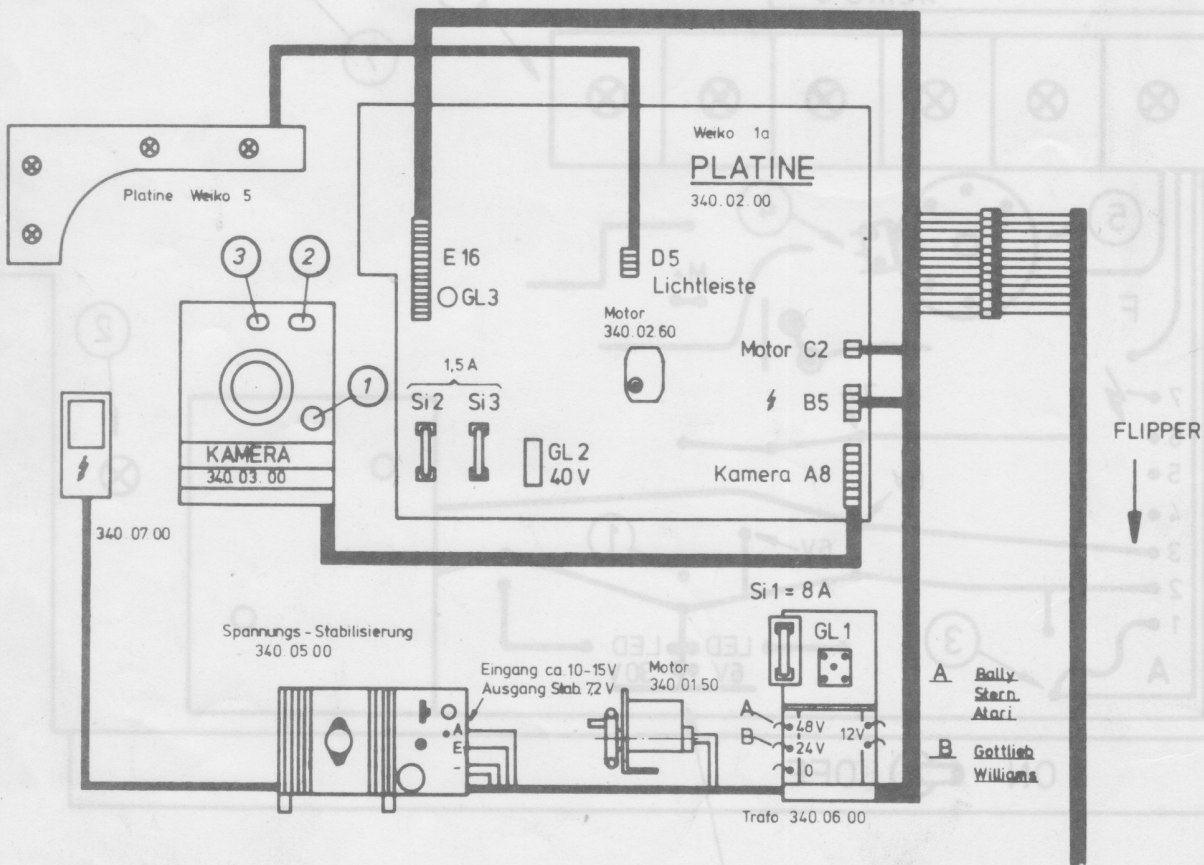 Weiko 1a
PLATINE
340.02.00
Platine Weiko 5
3
2
E 16
GL3
D5
Lichtleiste
Motor
340.02.60
Motor C2
B5
1,5 A
Si2
Si3
1
GL 2
40 V
Kamera A8
KAMERA
340.03.00
FLIPPER
340.07.00
Si 1 = 8 A
GL 1
Spannungs - Stabilisierung
340.05.00
Eingang ca. 10-15V
Ausgang Stab. 7,2 V
Motor
340.01.50
A
E
-
A
B
48V
24V
0
12V
A
Bally
Stern
Atari
B
Gottlieb
Williams
Trafo 340.06.00